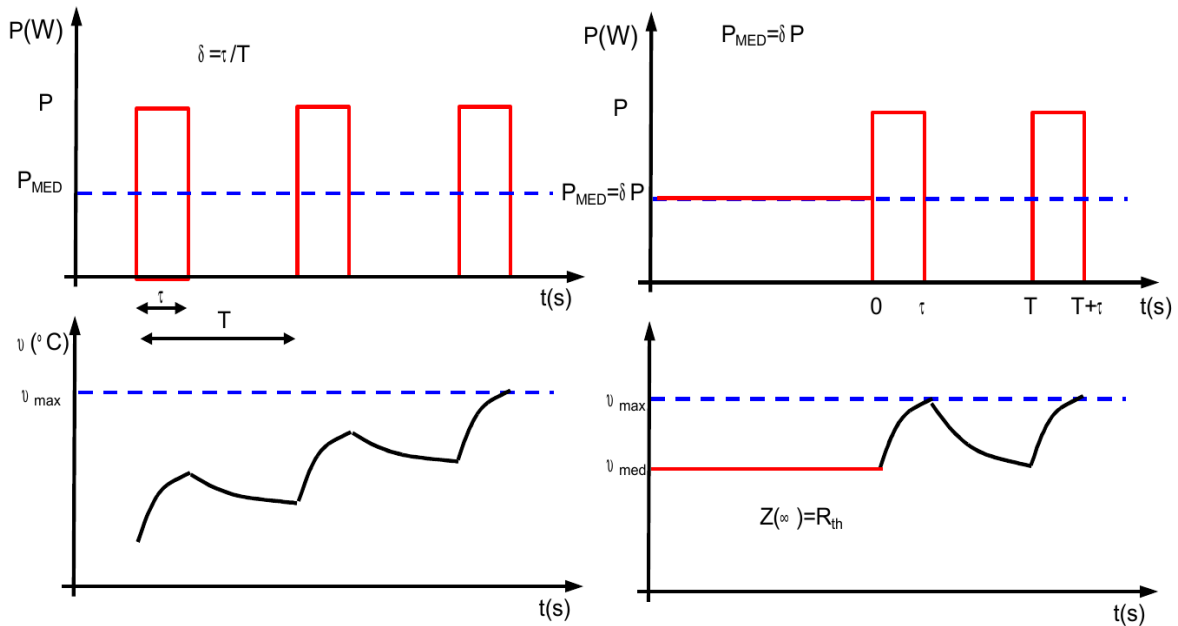 P(W)
δ=τ/T
P
P_MED
τ
t(s)
T
υ (°C)
υ max
t(s)
P(W)
P_MED=δ P
P
P_MED=δ P
0 τ T T+τ t(s)
υ max
υ med
Z(∞)=R_th
t(s)